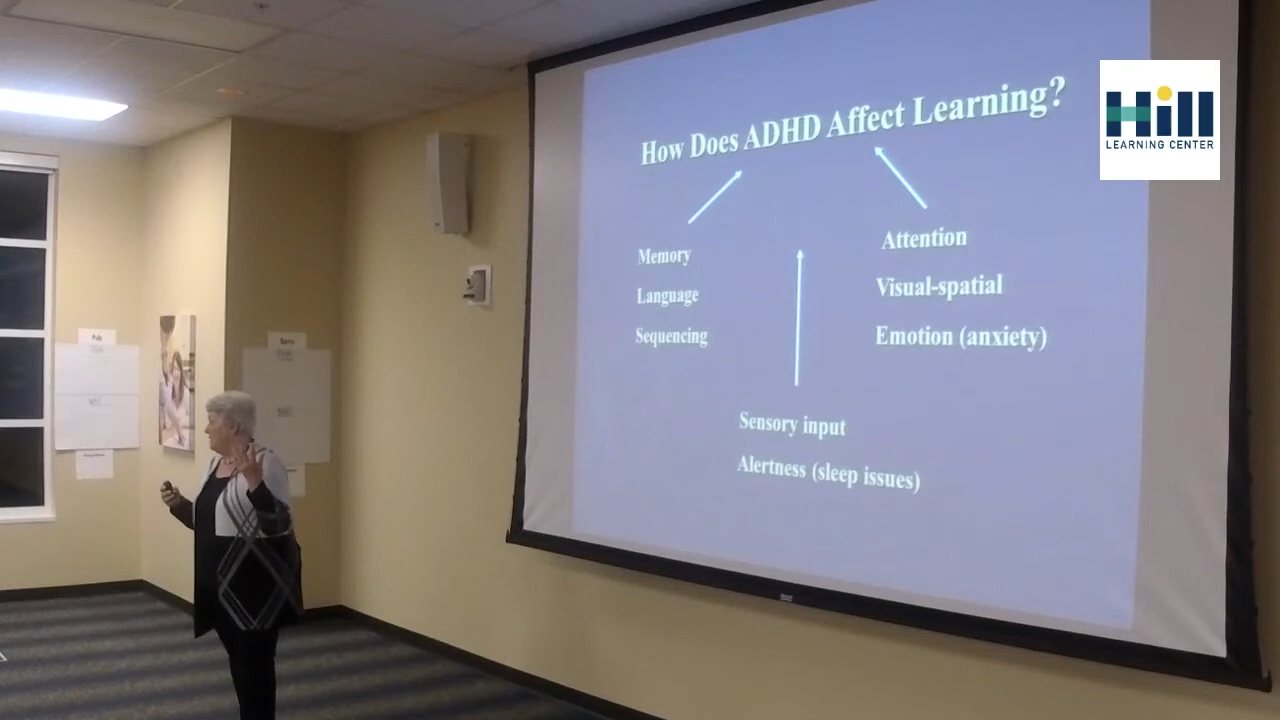 How Does ADHD Affect Learning?
Memory
Language
Sequencing
Attention
Visual-spatial
Emotion (anxiety)
Sensory input
Alertness (sleep issues)
Hill
LEARNING CENTER